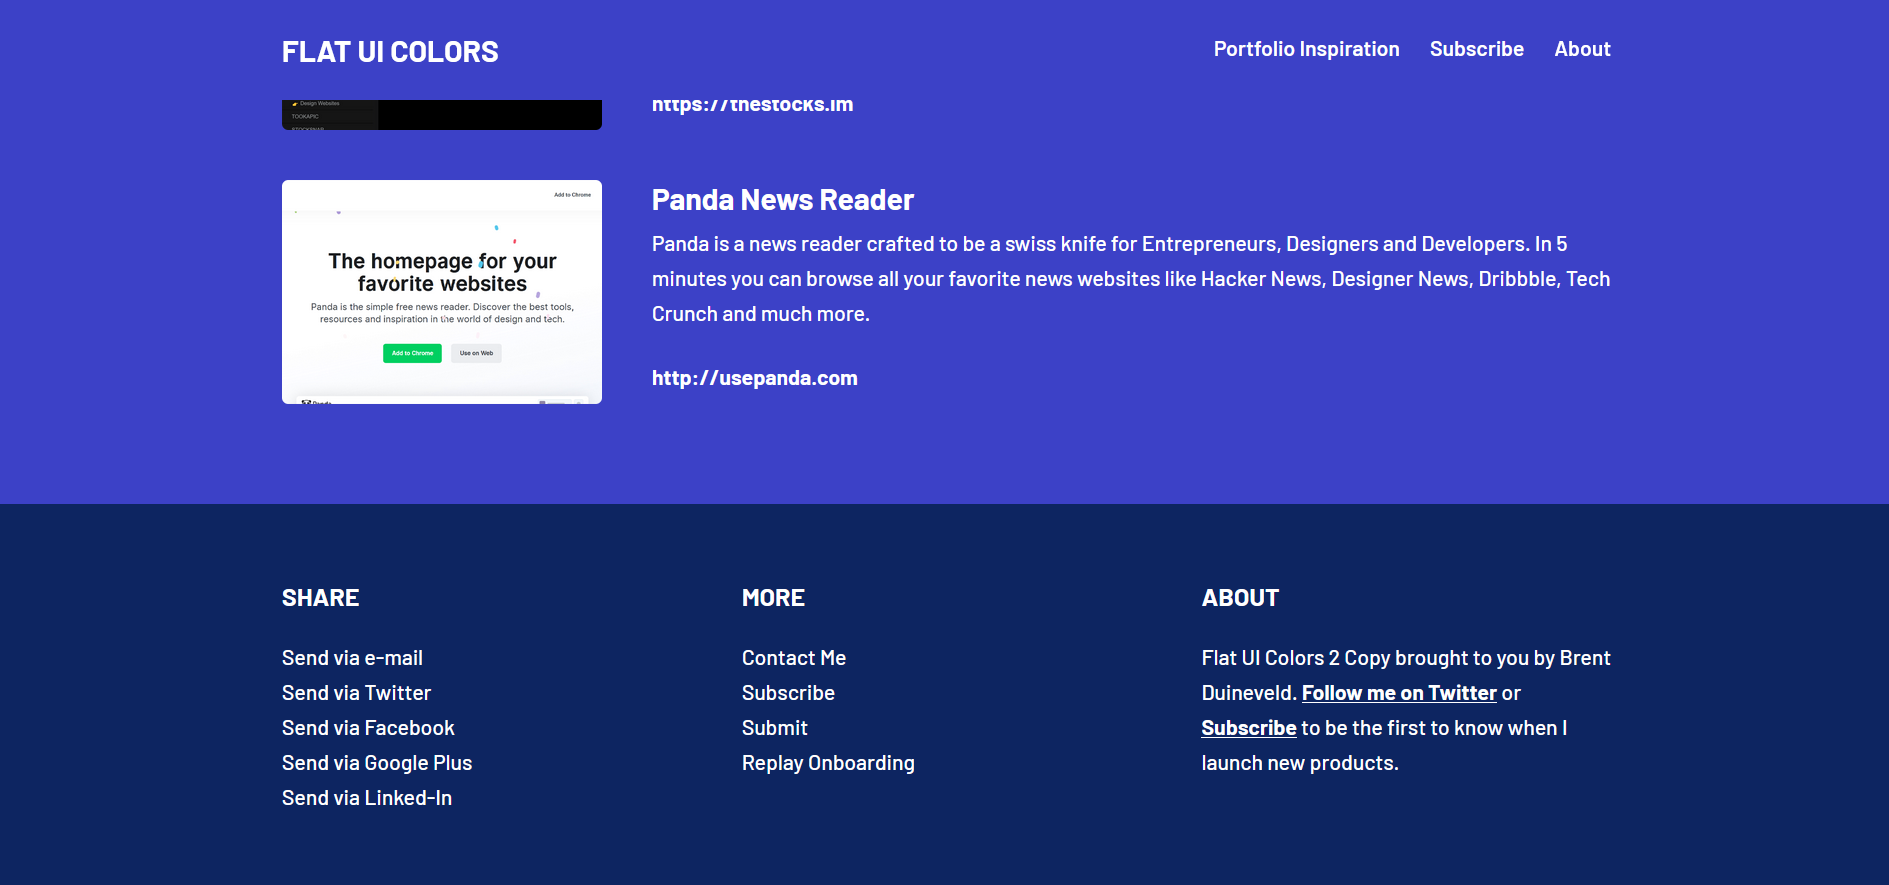 FLAT UI COLORS
Portfolio Inspiration Subscribe About
Design Websites
TOOKAPIC
https://thestocks.im
Add to Chrome
The homepage for your
favorite websites
Panda is the simple free news reader. Discover the best tools,
resources and inspiration in the world of design and tech.
Add to Chrome Use on Web
Panda News Reader
Panda is a news reader crafted to be a swiss knife for Entrepreneurs, Designers and Developers. In 5
minutes you can browse all your favorite news websites like Hacker News, Designer News, Dribbble, Tech
Crunch and much more.
http://usepanda.com
SHARE
Send via e-mail
Send via Twitter
Send via Facebook
Send via Google Plus
Send via Linked-In
MORE
Contact Me
Subscribe
Submit
Replay Onboarding
ABOUT
Flat UI Colors 2 Copy brought to you by Brent
Duineveld. Follow me on Twitter or
Subscribe to be the first to know when I
launch new products.